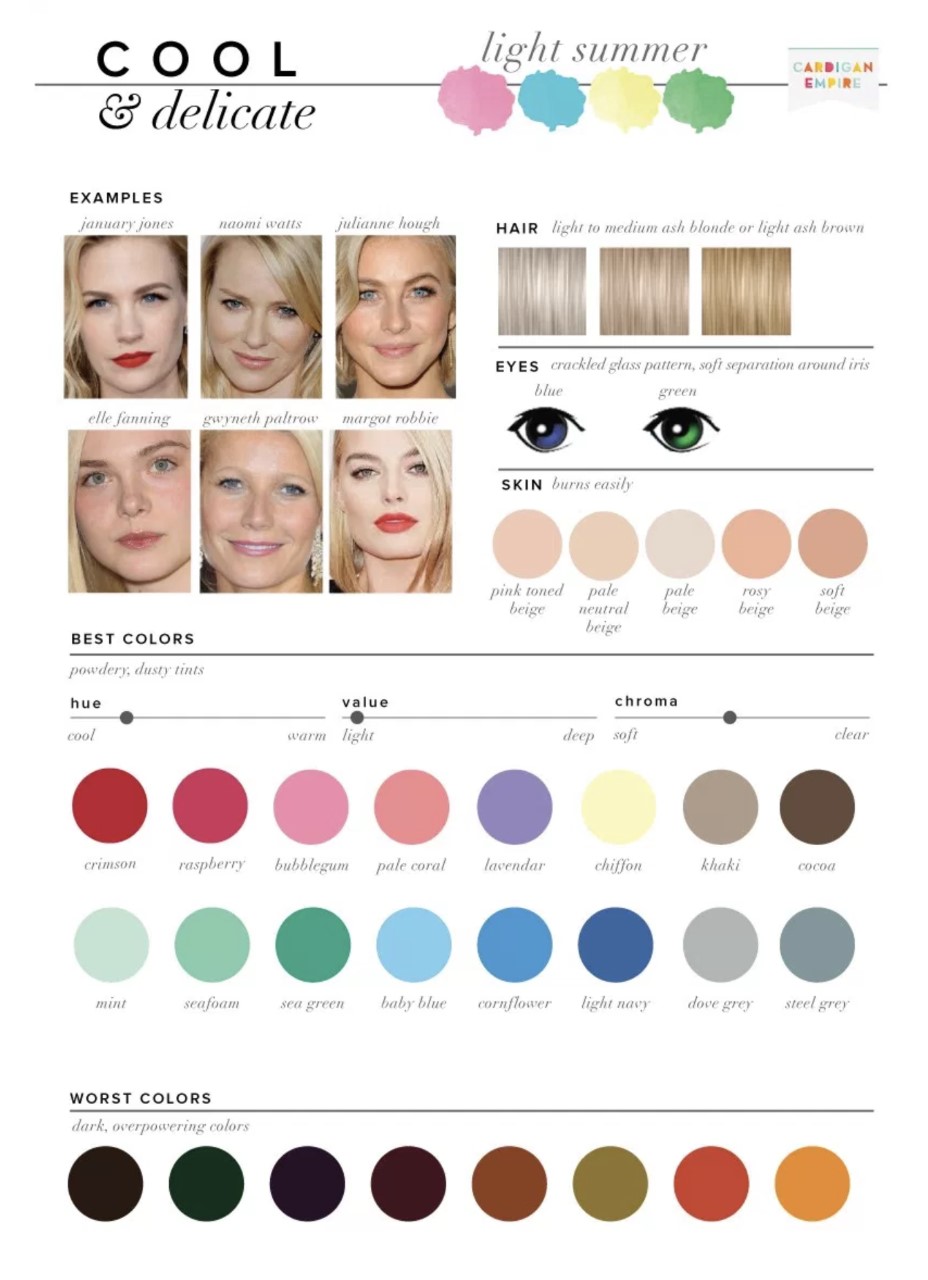 COOL
& delicate
light summer
CARDIGAN
EMPIRE
EXAMPLES
january jones
naomi watts
julianne hough
elle fanning
gwyneth paltrow
margot robbie
HAIR light to medium ash blonde or light ash brown
EYES crackled glass pattern, soft separation around iris
blue
green
SKIN burns easily
pink toned
beige
pale
neutral
beige
pale
beige
rosy
beige
soft
beige
BEST COLORS
powdery, dusty tints
hue
cool
warm
value
light
deep
chroma
soft
clear
crimson
raspberry
bubblegum
pale coral
lavendar
chiffon
khaki
cocoa
mint
seafoam
sea green
baby blue
cornflower
light navy
dove grey
steel grey
WORST COLORS
dark, overpowering colors